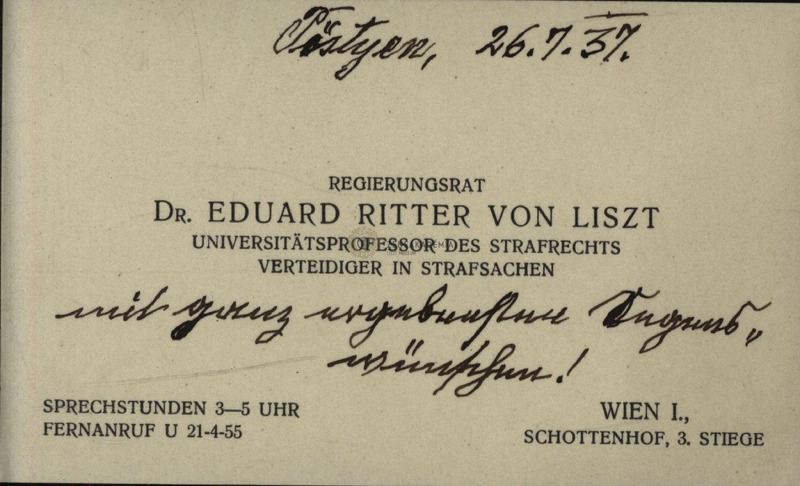 Pöstyen, 26.7.37.
REGIERUNGSRAT
DR. EDUARD RITTER VON LISZT
UNIVERSITÄTSPROFESSOR DES STRAFRECHTS
VERTEIDIGER IN STRAFSACHEN
mit ganz ergebensten Segens-
wünschen!
SPRECHSTUNDEN 3—5 UHR
FERNANRUF U 21-4-55
WIEN I.,
SCHOTTENHOF, 3. STIEGE